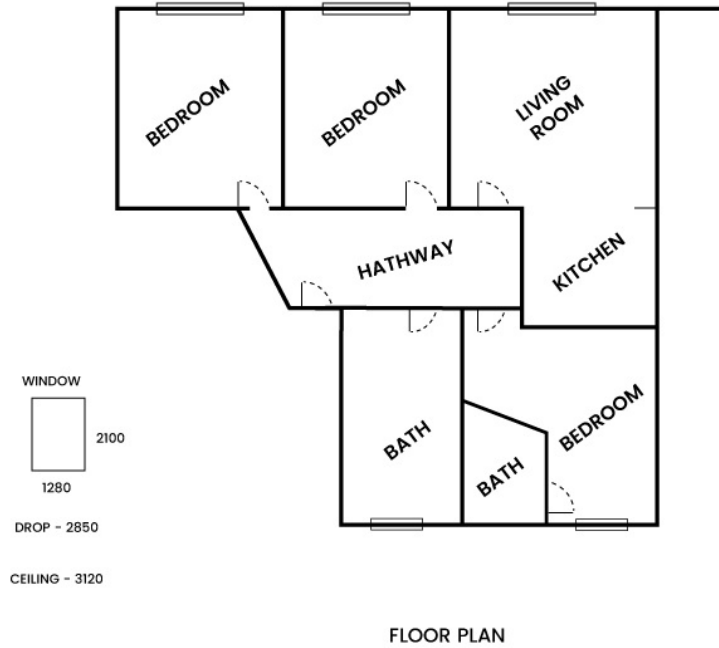 BEDROOM
BEDROOM
LIVING
ROOM
HATHWAY
KITCHEN
WINDOW
2100
1280
BATH
BATH
BEDROOM
DROP - 2850
CEILING - 3120
FLOOR PLAN